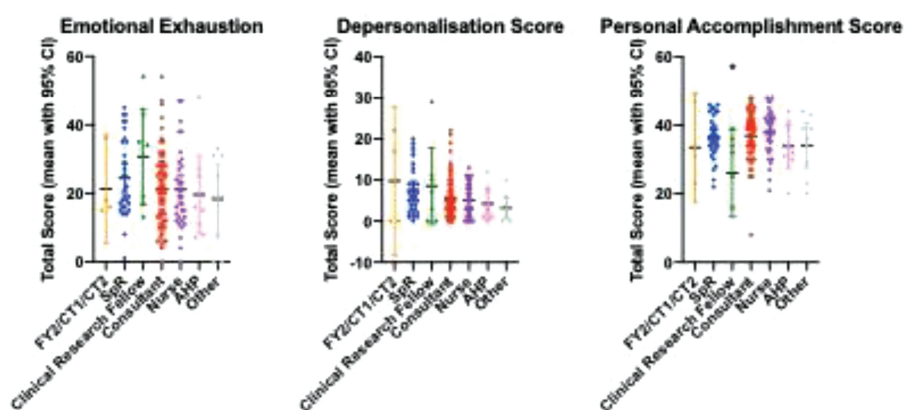 Emotional Exhaustion
Total Score (mean with 95% CI)
60
40
20
0
FY2/CT1/CT2
SpR
Clinical Research Fellow
Consultant
Nurse
AHP
Other
Depersonalisation Score
Total Score (mean with 95% CI)
40
30
20
10
0
-10
FY2/CT1/CT2
SpR
Clinical Research Fellow
Consultant
Nurse
AHP
Other
Personal Accomplishment Score
Total Score (mean with 95% CI)
60
40
20
0
*
FY2/CT1/CT2
SpR
Clinical Research Fellow
Consultant
Nurse
AHP
Other